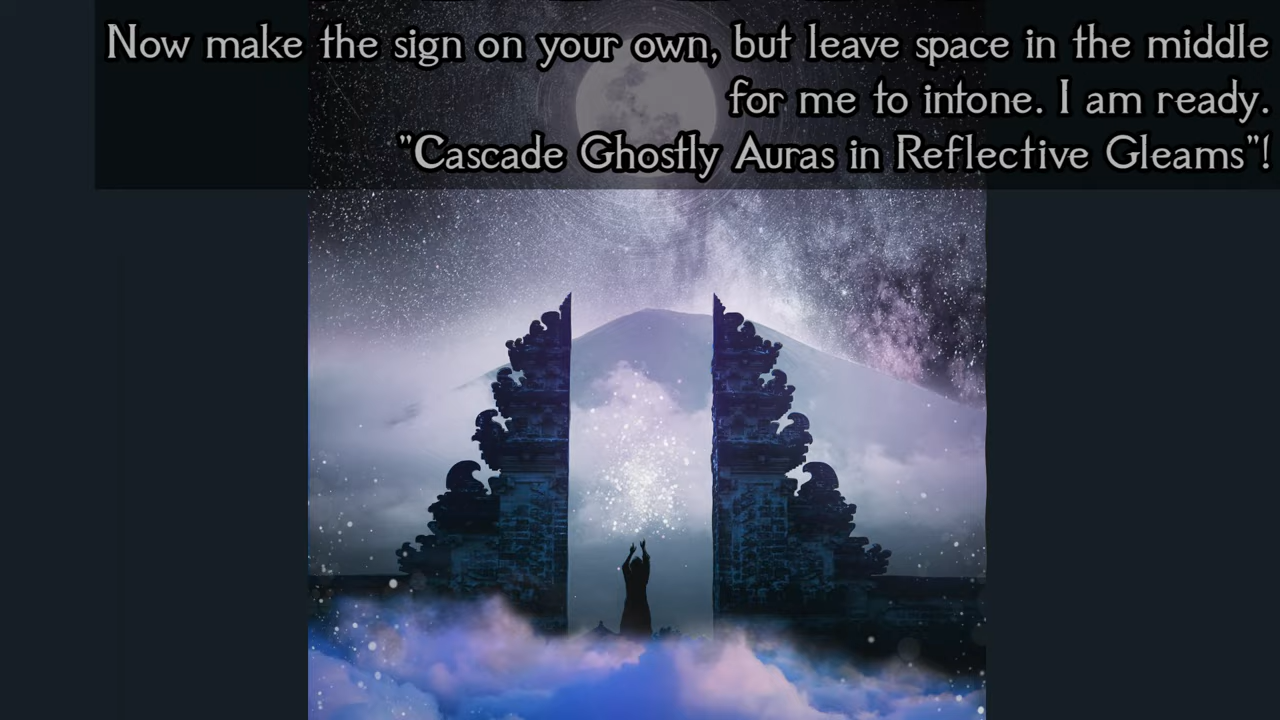 Now make the sign on your own, but leave space in the middle
for me to intone. I am ready.
"Cascade Ghostly Auras in Reflective Gleams"!